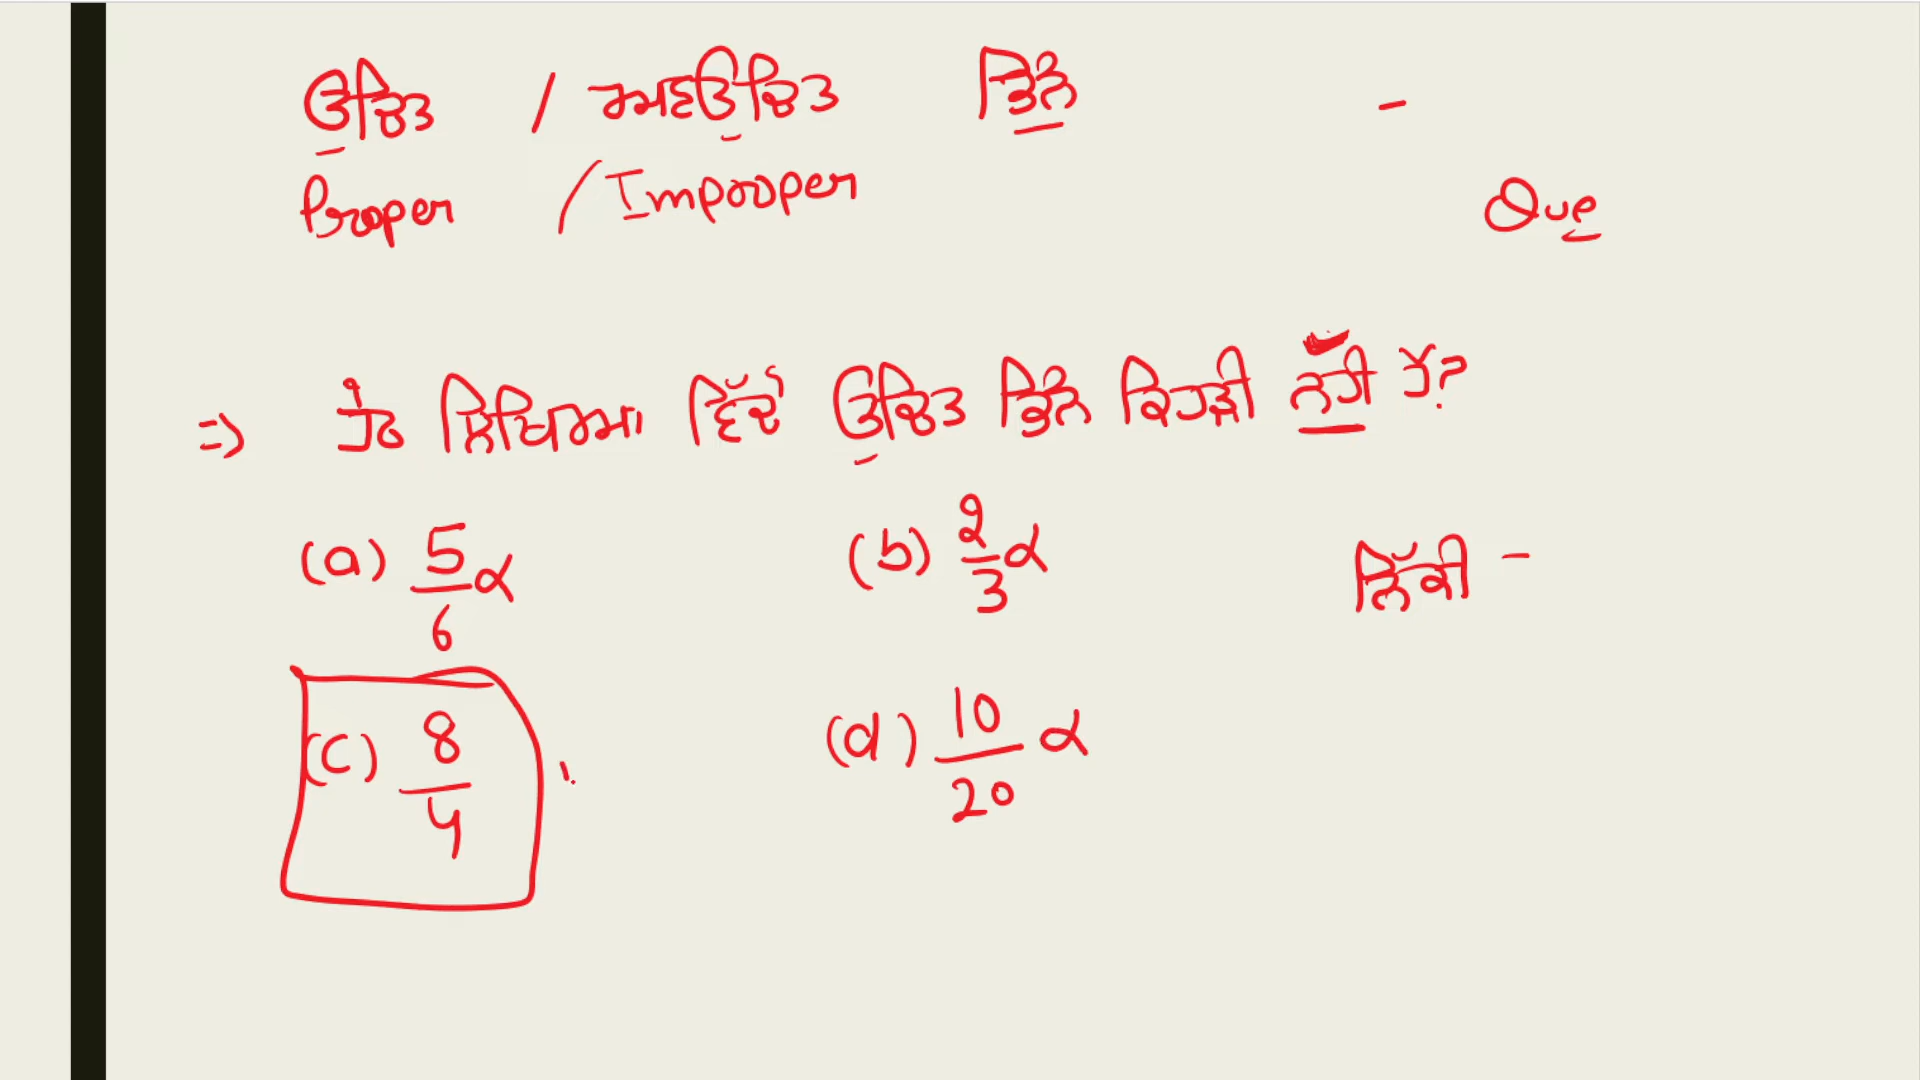 ਉਚਿਤ / ਅਣਉਚਿਤ ਭਿੰਨ -
Proper / Improper
Que
⇒ ਹੇਠ ਲਿਖਿਆ ਵਿੱਚੋਂ ਉਚਿਤ ਭਿੰਨ ਕਿਹੜੀ ਨਹੀਂ ਹੈ?
(a) 5/6 α (b) 2/3 α
(c) 8/4 (d) 10/20 α